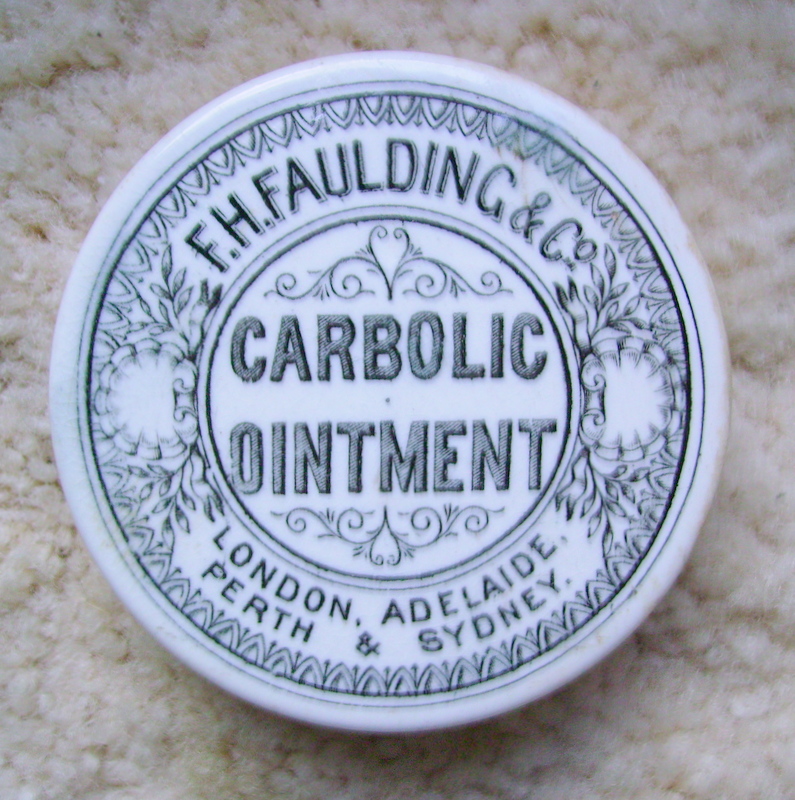 F.H.FAULDING & Co
CARBOLIC
OINTMENT
LONDON, ADELAIDE,
PERTH & SYDNEY.